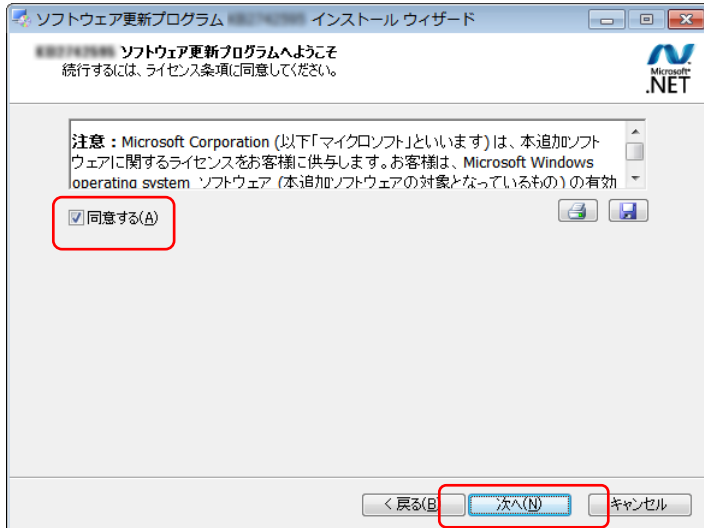 ソフトウェア更新プログラム インストール ウィザード
ソフトウェア更新プログラムへようこそ
続行するには、ライセンス条項に同意してください。
Microsoft
.NET
注意：Microsoft Corporation (以下「マイクロソフト」といいます) は、本追加ソフト
ウェアに関するライセンスをお客様に供与します。お客様は、Microsoft Windows
operating system ソフトウェア (本追加ソフトウェアの対象となっているもの) の有効
同意する(A)
< 戻る(B)
次へ(N)
キャンセル